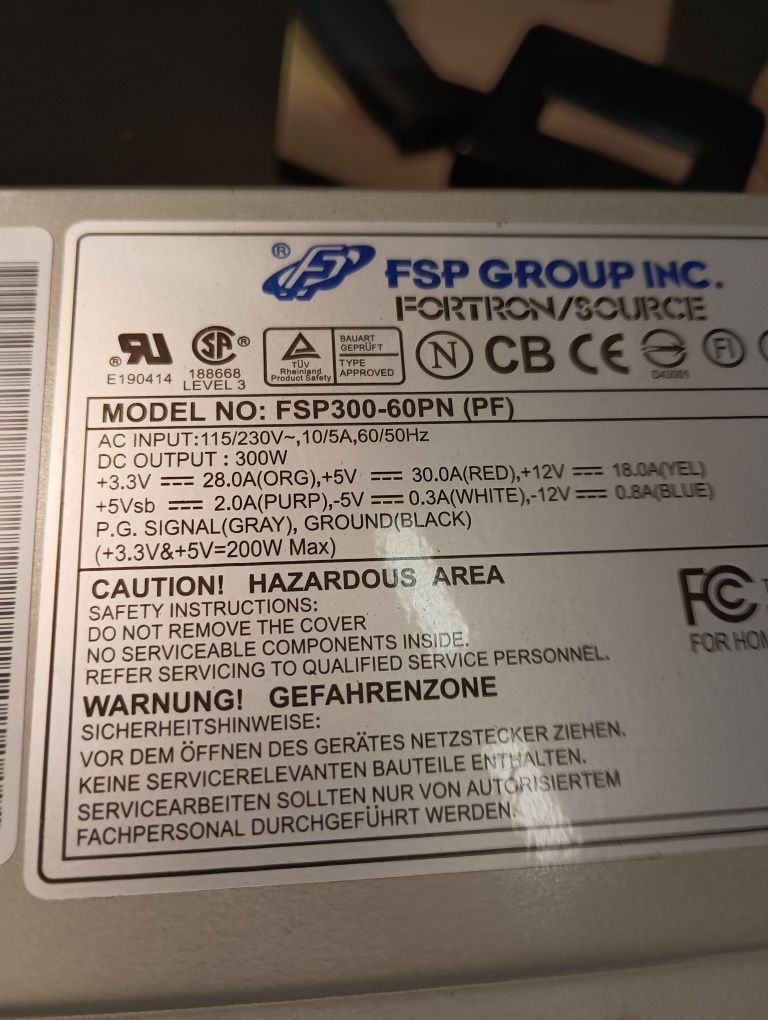 ® FSP GROUP INC.
FORTRON/SOURCE
® ®
E190414
188668
LEVEL 3
TÜV
Rheinland
Product Safety
BAUART
GEPRÜFT
TYPE
APPROVED
N CB CE FI
MODEL NO: FSP300-60PN (PF)
AC INPUT:115/230V~,10/5A,60/50Hz
DC OUTPUT : 300W
+3.3V ⎓ 28.0A(ORG),+5V ⎓ 30.0A(RED),+12V ⎓ 18.0A(YEL)
+5Vsb ⎓ 2.0A(PURP),-5V ⎓ 0.3A(WHITE),-12V ⎓ 0.8A(BLUE)
P.G. SIGNAL(GRAY), GROUND(BLACK)
(+3.3V&+5V=200W Max)
CAUTION! HAZARDOUS AREA
SAFETY INSTRUCTIONS:
DO NOT REMOVE THE COVER
NO SERVICEABLE COMPONENTS INSIDE.
REFER SERVICING TO QUALIFIED SERVICE PERSONNEL.
FC
FOR HOM
WARNUNG! GEFAHRENZONE
SICHERHEITSHINWEISE:
VOR DEM ÖFFNEN DES GERÄTES NETZSTECKER ZIEHEN.
KEINE SERVICERELEVANTEN BAUTEILE ENTHALTEN.
SERVICEARBEITEN SOLLTEN NUR VON AUTORISIERTEM
FACHPERSONAL DURCHGEFÜHRT WERDEN.